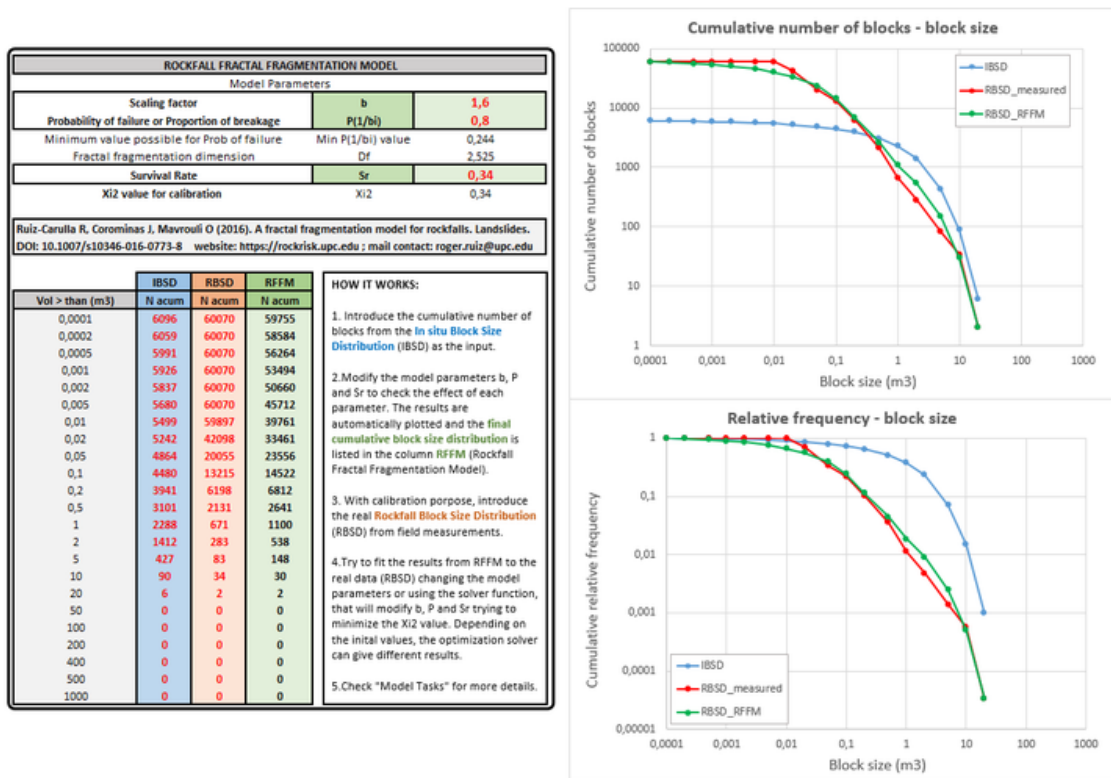 ROCKFALL FRACTAL FRAGMENTATION MODEL
Model Parameters
Scaling factor b 1,6
Probability of failure or Proportion of breakage P(1/bi) 0,8
Minimum value possible for Prob of failure Min P(1/bi) value 0,244
Fractal fragmentation dimension Df 2,525
Survival Rate Sr 0,34
Xi2 value for calibration Xi2 0,34
Ruiz-Carulla R, Corominas J, Mavrouli O (2016). A fractal fragmentation model for rockfalls. Landslides.
DOI: 10.1007/s10346-016-0773-8 website: https://rockrisk.upc.edu ; mail contact: roger.ruiz@upc.edu
IBSD RBSD RFFM
Vol > than (m3) N acum N acum N acum
0,0001 6096 60070 59755
0,0002 6059 60070 58584
0,0005 5991 60070 56264
0,001 5926 60070 53494
0,002 5837 60070 50660
0,005 5680 60070 45712
0,01 5499 59897 39761
0,02 5242 42098 33461
0,05 4864 20055 23556
0,1 4480 13215 14522
0,2 3941 6198 6812
0,5 3101 2131 2641
1 2288 671 1100
2 1412 283 538
5 427 83 148
10 90 34 30
20 6 2 2
50 0 0 0
100 0 0 0
200 0 0 0
400 0 0 0
500 0 0 0
1000 0 0 0
HOW IT WORKS:
1. Introduce the cumulative number of
blocks from the In situ Block Size
Distribution (IBSD) as the input.
2.Modify the model parameters b, P
and Sr to check the effect of each
parameter. The results are
automatically plotted and the final
cumulative block size distribution is
listed in the column RFFM (Rockfall
Fractal Fragmentation Model).
3. With calibration porpose, introduce
the real Rockfall Block Size Distribution
(RBSD) from field measurements.
4.Try to fit the results from RFFM to the
real data (RBSD) changing the model
parameters or using the solver function,
that will modify b, P and Sr trying to
minimize the Xi2 value. Depending on
the inital values, the optimization solver
can give different results.
5.Check "Model Tasks" for more details.
Cumulative number of blocks - block size
Cumulative number of blocks
100000
10000
1000
100
10
1
0,0001 0,001 0,01 0,1 1 10 100 1000
Block size (m3)
IBSD
RBSD_measured
RBSD_RFFM
Relative frequency - block size
Cumulative relative frequency
1
0,1
0,01
0,001
0,0001
0,00001
0,0001 0,001 0,01 0,1 1 10 100 1000
Block size (m3)
IBSD
RBSD_measured
RBSD_RFFM